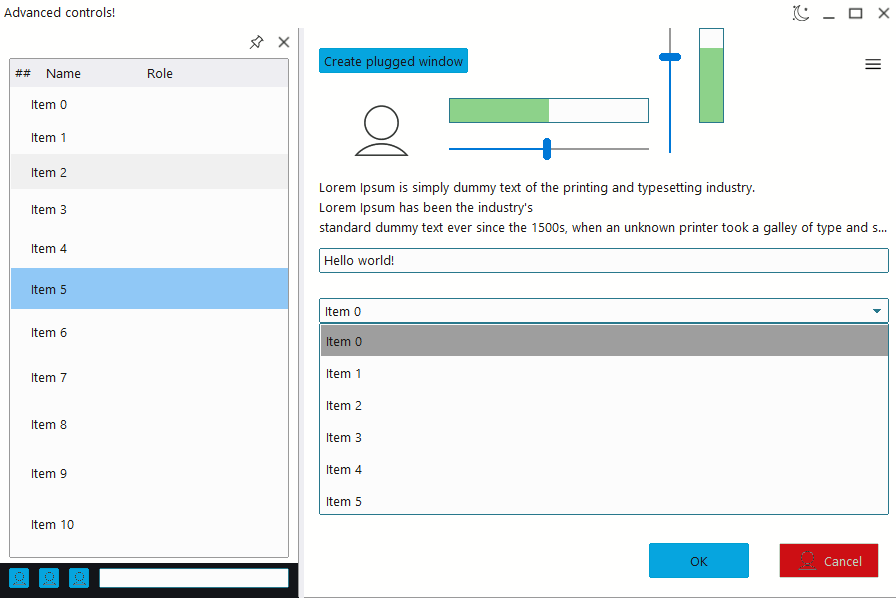 Advanced controls!
## Name Role
Item 0
Item 1
Item 2
Item 3
Item 4
Item 5
Item 6
Item 7
Item 8
Item 9
Item 10
Create plugged window
Lorem Ipsum is simply dummy text of the printing and typesetting industry.
Lorem Ipsum has been the industry's
standard dummy text ever since the 1500s, when an unknown printer took a galley of type and s...
Hello world!
Item 0
Item 0
Item 1
Item 2
Item 3
Item 4
Item 5
OK
Cancel